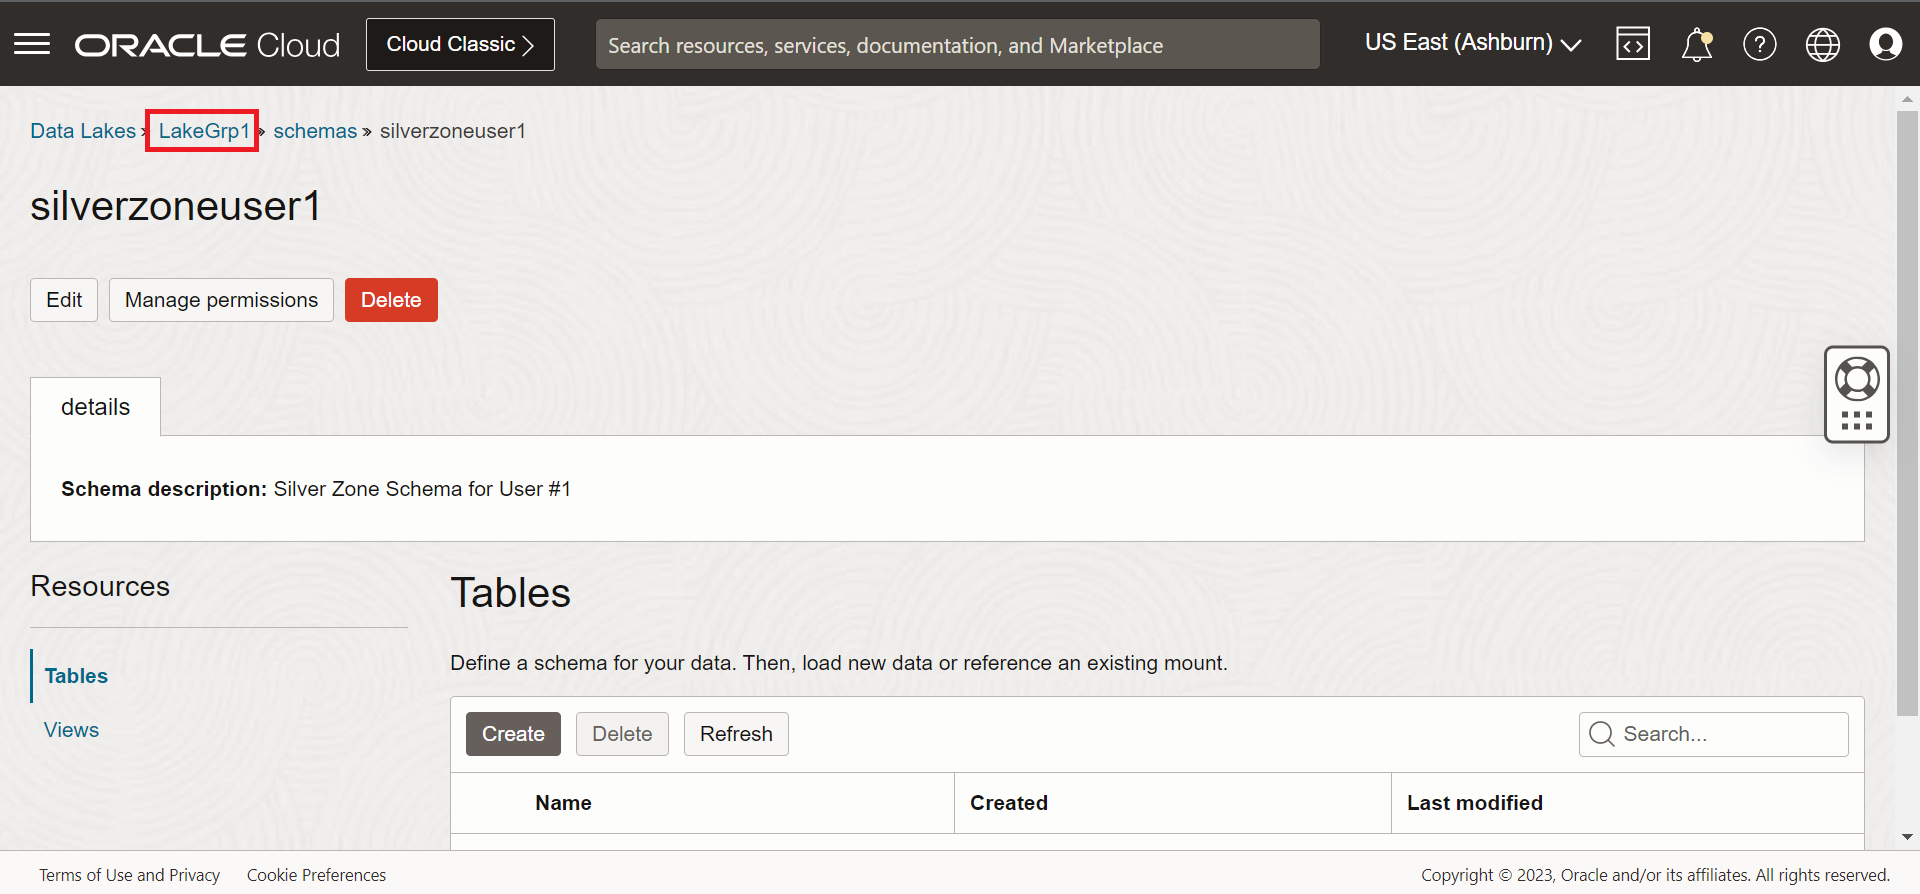 ORACLE Cloud
Cloud Classic >
Search resources, services, documentation, and Marketplace
US East (Ashburn)
Data Lakes » LakeGrp1 » schemas » silverzoneuser1
silverzoneuser1
Edit
Manage permissions
Delete
details
Schema description: Silver Zone Schema for User #1
Resources
Tables
Views
Tables
Define a schema for your data. Then, load new data or reference an existing mount.
Create
Delete
Refresh
Search...
Name
Created
Last modified
Terms of Use and Privacy
Cookie Preferences
Copyright © 2023, Oracle and/or its affiliates. All rights reserved.